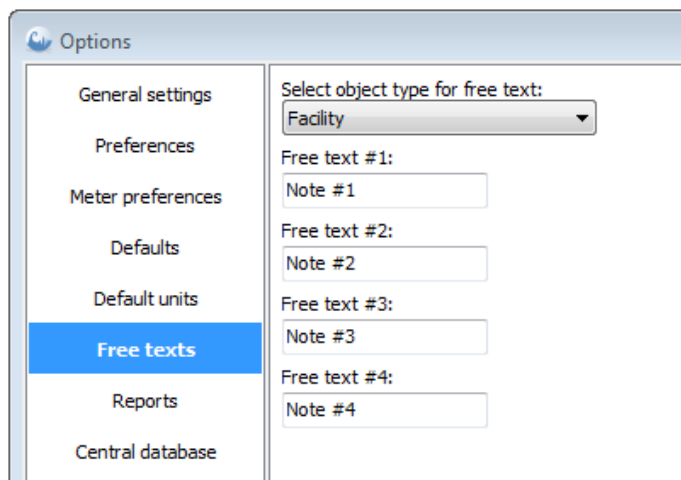 Options
General settings
Preferences
Meter preferences
Defaults
Default units
Free texts
Reports
Central database
Select object type for free text:
Facility
Free text #1:
Note #1
Free text #2:
Note #2
Free text #3:
Note #3
Free text #4:
Note #4